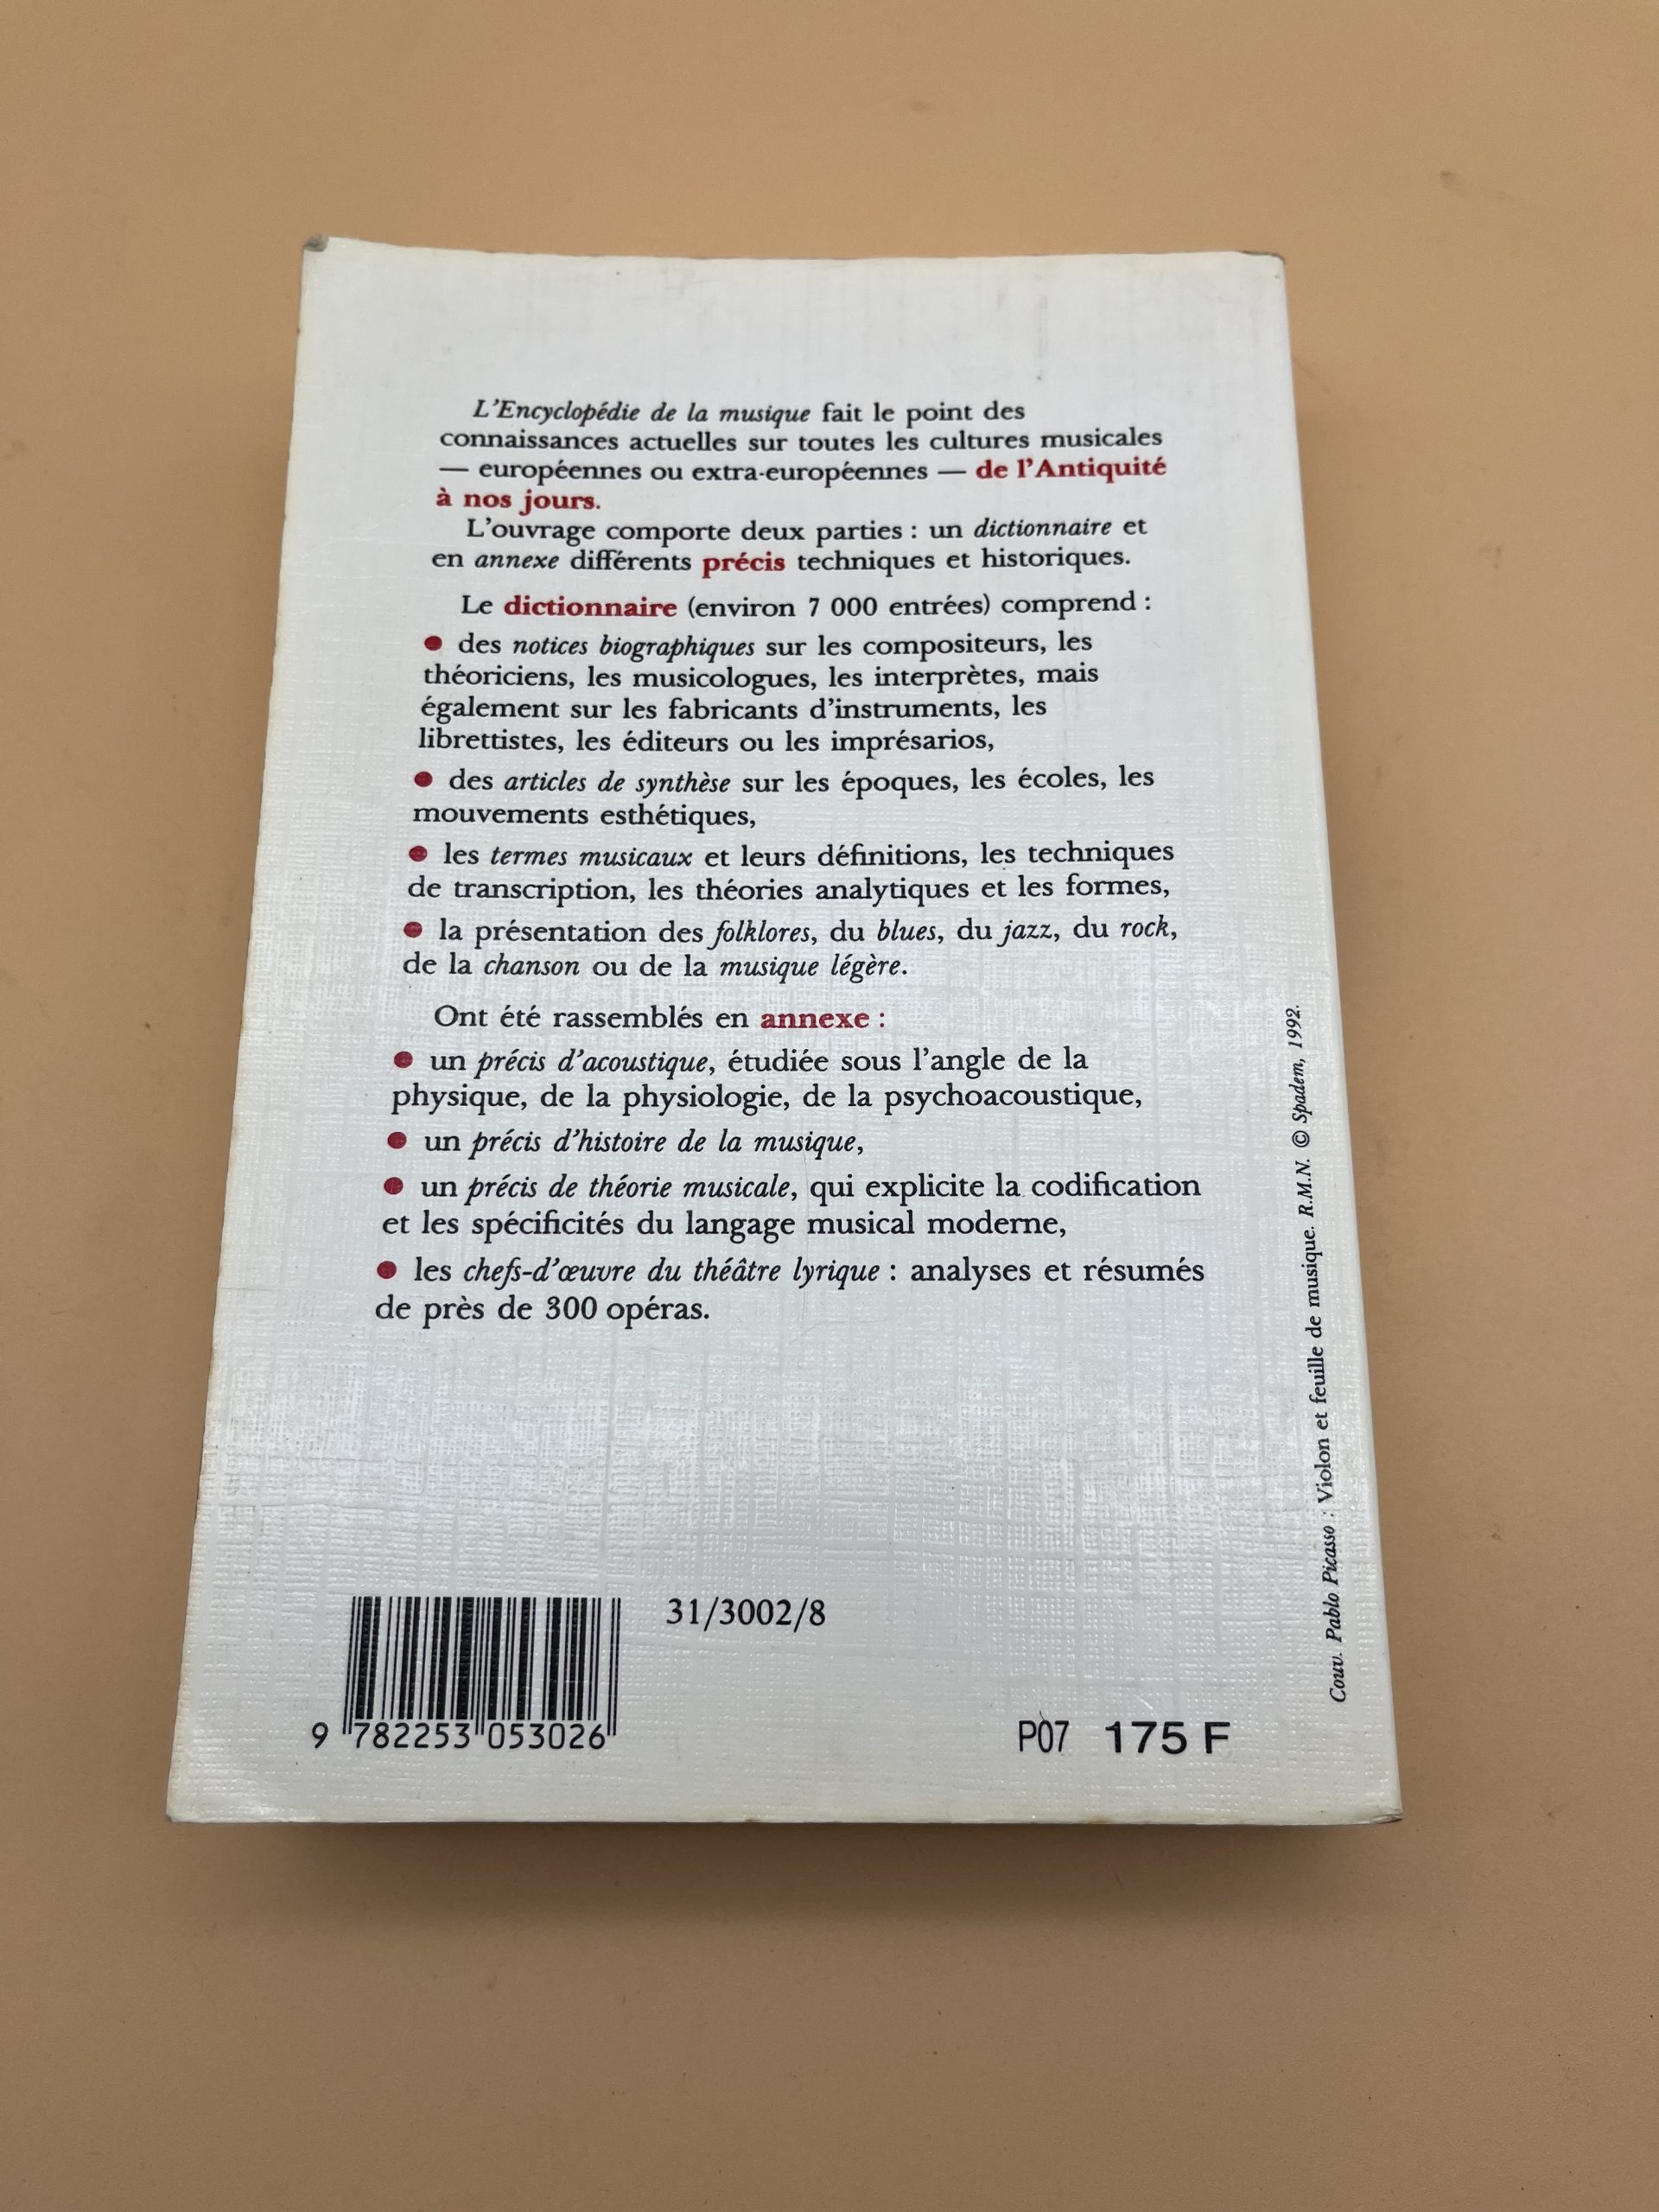 L'Encyclopédie de la musique fait le point des
connaissances actuelles sur toutes les cultures musicales
— européennes ou extra-européennes — de l'Antiquité
à nos jours.
L'ouvrage comporte deux parties : un dictionnaire et
en annexe différents précis techniques et historiques.
Le dictionnaire (environ 7 000 entrées) comprend :
● des notices biographiques sur les compositeurs, les
théoriciens, les musicologues, les interprètes, mais
également sur les fabricants d'instruments, les
librettistes, les éditeurs ou les imprésarios,
● des articles de synthèse sur les époques, les écoles, les
mouvements esthétiques,
● les termes musicaux et leurs définitions, les techniques
de transcription, les théories analytiques et les formes,
● la présentation des folklores, du blues, du jazz, du rock,
de la chanson ou de la musique légère.
Ont été rassemblés en annexe :
● un précis d'acoustique, étudiée sous l'angle de la
physique, de la physiologie, de la psychoacoustique,
● un précis d'histoire de la musique,
● un précis de théorie musicale, qui explicite la codification
et les spécificités du langage musical moderne,
● les chefs-d'œuvre du théâtre lyrique : analyses et résumés
de près de 300 opéras.
Couv. Pablo Picasso : Violon et feuille de musique. R.M.N. © Spadem, 1992.
31/3002/8
9 782253 053026
P07 175 F